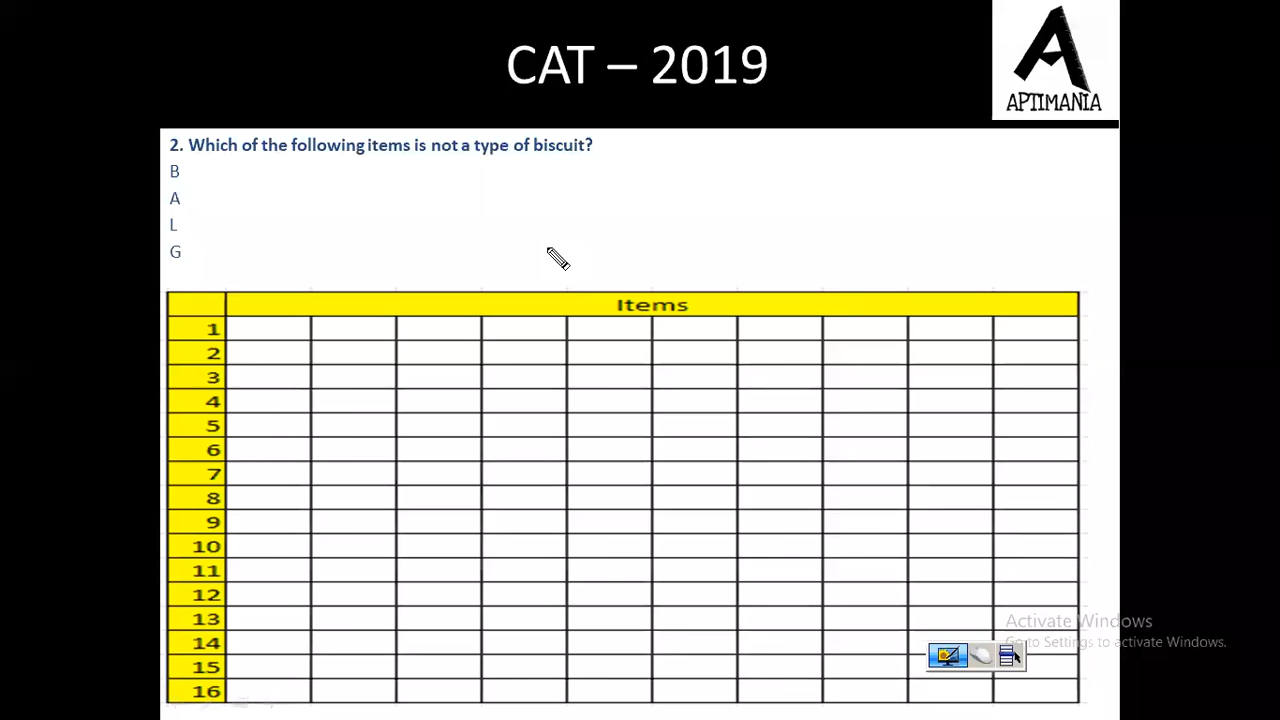 CAT – 2019
APTIMANIA
2. Which of the following items is not a type of biscuit?
B
A
L
G
Items
1
2
3
4
5
6
7
8
9
10
11
12
13
14
15
16
Activate Windows
Go to Settings to activate Windows.